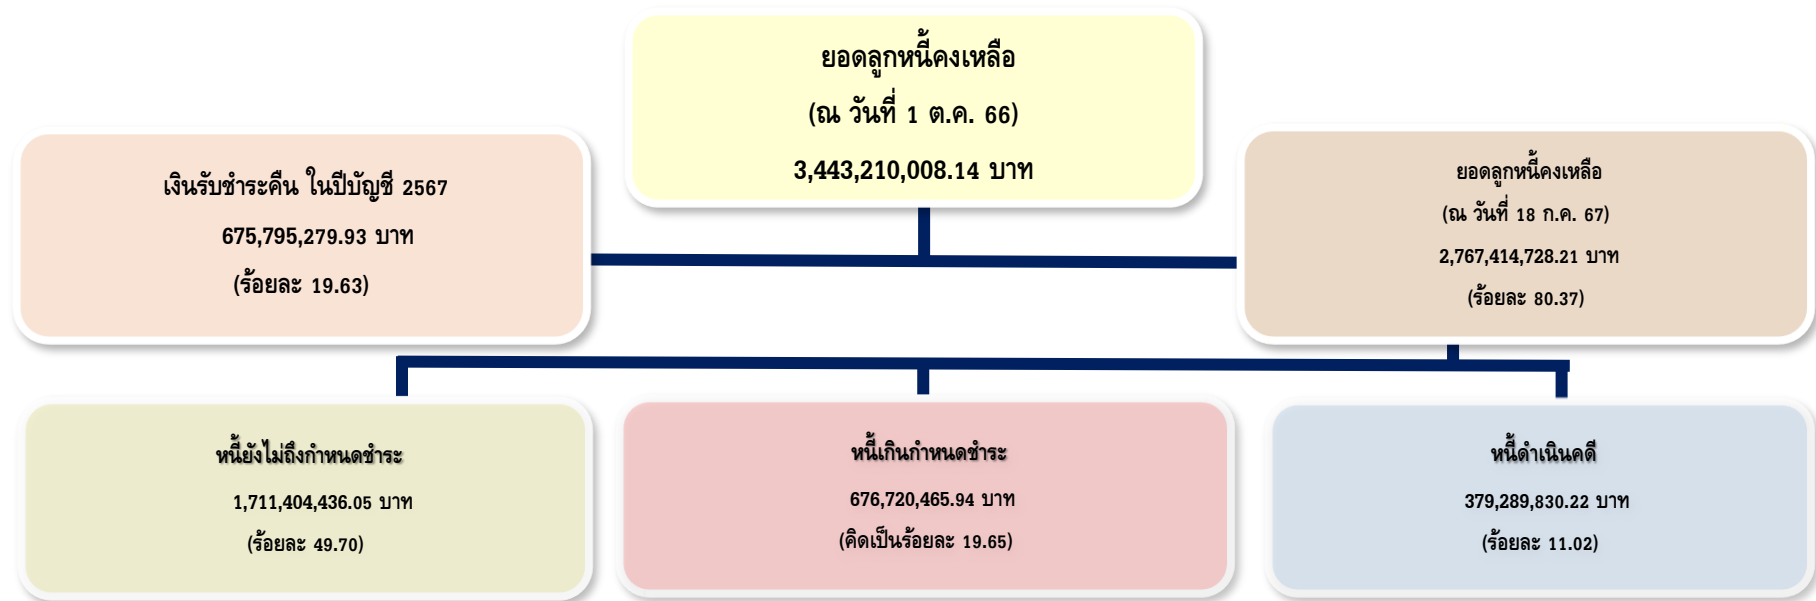 ยอดลูกหนี้คงเหลือ
(ณ วันที่ 1 ต.ค. 66)
3,443,210,008.14 บาท
เงินรับชำระคืน ในปีบัญชี 2567
675,795,279.93 บาท
(ร้อยละ 19.63)
ยอดลูกหนี้คงเหลือ
(ณ วันที่ 18 ก.ค. 67)
2,767,414,728.21 บาท
(ร้อยละ 80.37)
หนี้ยังไม่ถึงกำหนดชำระ
1,711,404,436.05 บาท
(ร้อยละ 49.70)
หนี้เกินกำหนดชำระ
676,720,465.94 บาท
(คิดเป็นร้อยละ 19.65)
หนี้ดำเนินคดี
379,289,830.22 บาท
(ร้อยละ 11.02)